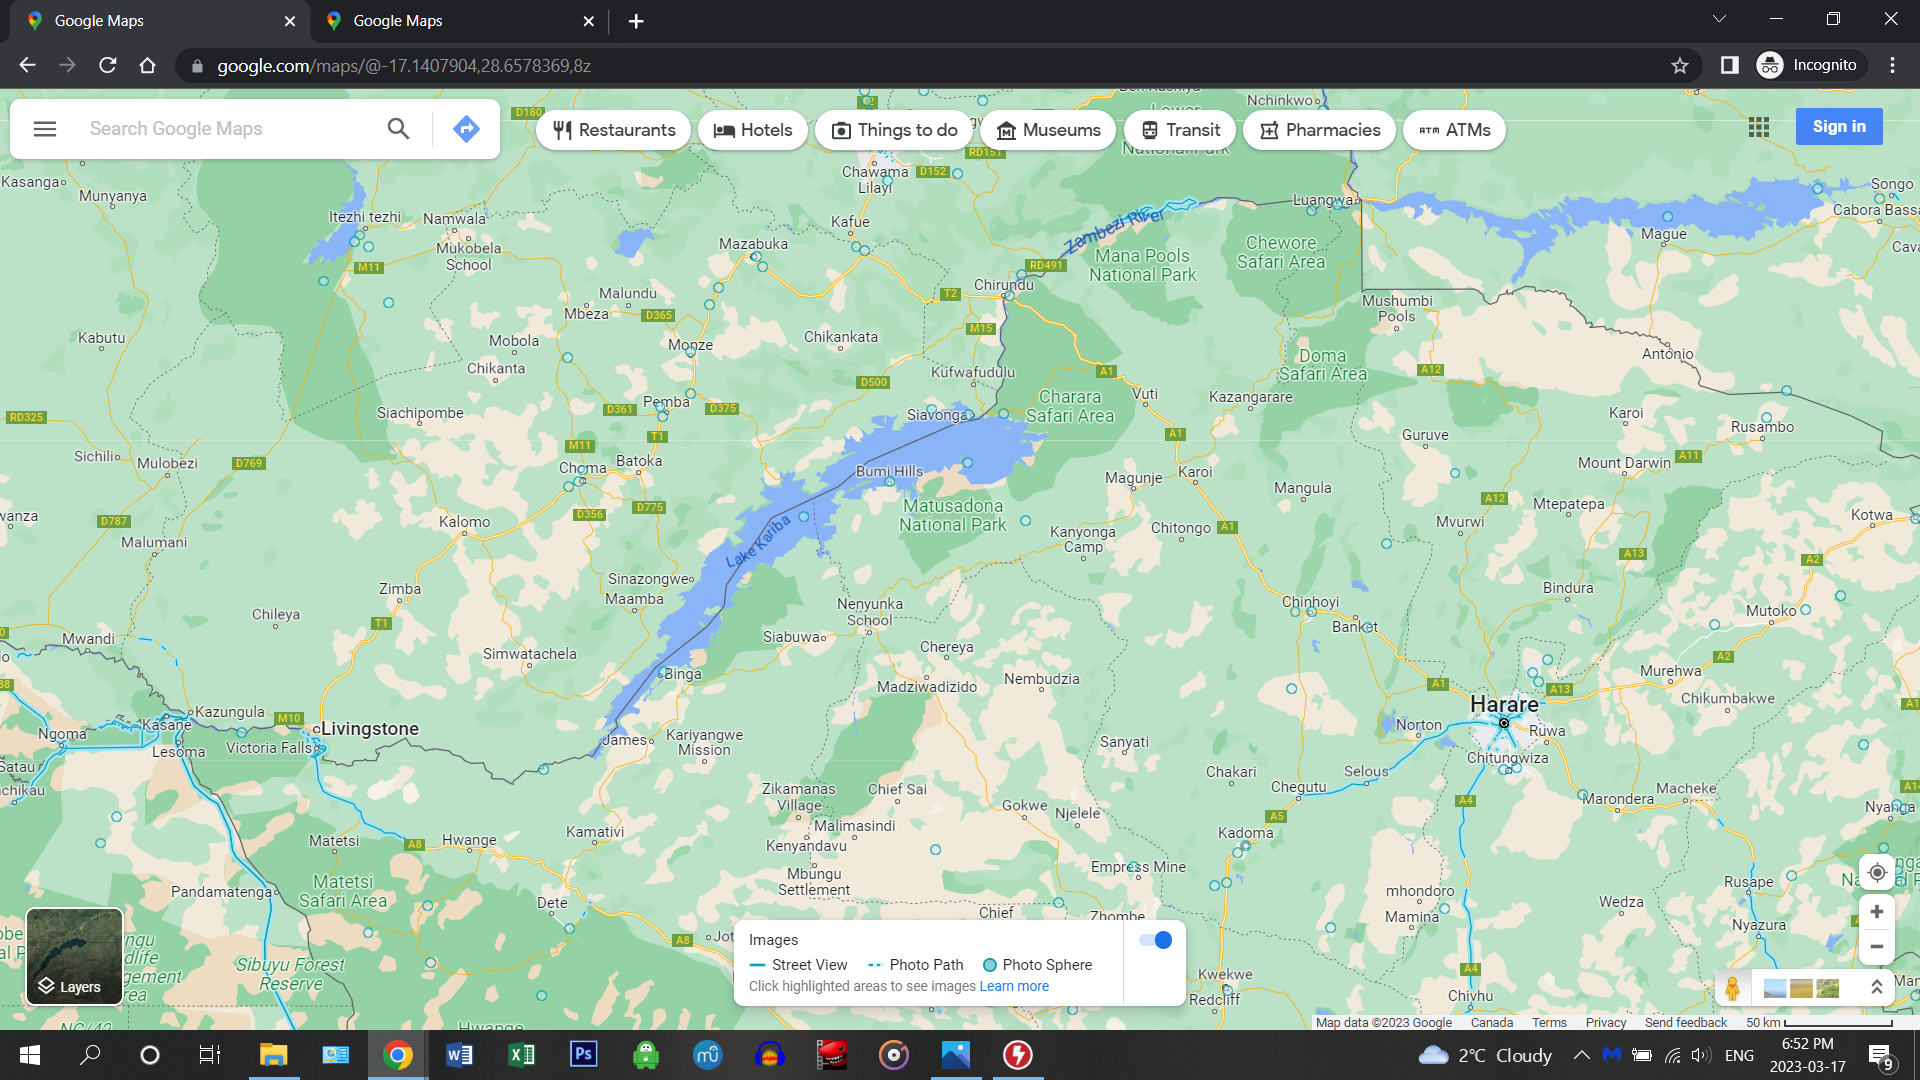 Google Maps
Google Maps
google.com/maps/@-17.1407904,28.6578369,8z
Incognito
Search Google Maps
Restaurants
Hotels
Things to do
Museums
Transit
Pharmacies
ATMs
Sign in
D180
Nchinkwo
RD151
Chawama
D152
Lilayi
Kasanga
Munyanya
Itezhi tezhi
Namwala
Mukobela
School
M11
Kafue
Mazabuka
Zambezi River
RD491
Mana Pools
National Park
Chewore
Safari Area
Luangwa
Songo
Cabora Bassa
Mague
Chirundu
T2
Malundu
Mbeza
D365
M15
Mushumbi
Pools
Kabutu
Mobola
Monze
Chikankata
António
Chikanta
D500
Kufwafudulu
A1
Doma
Safari Area
A12
RD325
Siachipombe
D361
Pemba
D375
Siavonga
Charara
Safari Area
Vuti
Kazangarare
Karoi
Rusambo
T1
M11
A1
Guruve
Sichili
Mulobezi
D769
Choma
Batoka
Bumi Hills
Magunje
Karoi
Mount Darwin
A11
Mangula
A12
D787
Malumani
Kalomo
D356
D775
Lake Kariba
Matusadona
National Park
Kanyonga
Camp
Chitongo
A1
Mvurwi
Mtepatepa
Kotwa
A13
A2
Sinazongwe
Maamba
Zimba
Chileya
T1
Nenyunka
School
Chinhoyi
Banket
Bindura
Mutoko
Mwandi
Simwatachela
Siabuwa
Chereya
A2
Binga
Madziwadzido
Nembudzia
A1
A13
Murehwa
Chikumbakwe
Harare
Ngoma
Kasane
Kazungula
M10
Livingstone
Lesoma
Victoria Falls
James
Kariyangwe
Mission
Sanyati
Norton
Ruwa
Chitungwiza
Satau
Chakari
Selous
Chegutu
Zikamanas
Village
Chief Sai
Gokwe
Njelele
A4
Marondera
Macheke
Nyanga
A5
Kadoma
Matetsi
A8
Hwange
Kamativi
Malimasindi
Kenyandavu
Mbungu
Settlement
Empress Mine
Pandamatenga
Matetsi
Safari Area
Dete
Chief
Zhombe
mhondoro
Mamina
Wedza
Rusape
Nyazura
A8
Sibuyu Forest
Reserve
Kwekwe
Redcliff
A4
Chivhu
Hwange
Layers
Images
Street View
Photo Path
Photo Sphere
Click highlighted areas to see images Learn more
Map data ©2023 Google
Canada
Terms
Privacy
Send feedback
50 km
2°C Cloudy
ENG
6:52 PM
2023-03-17
9